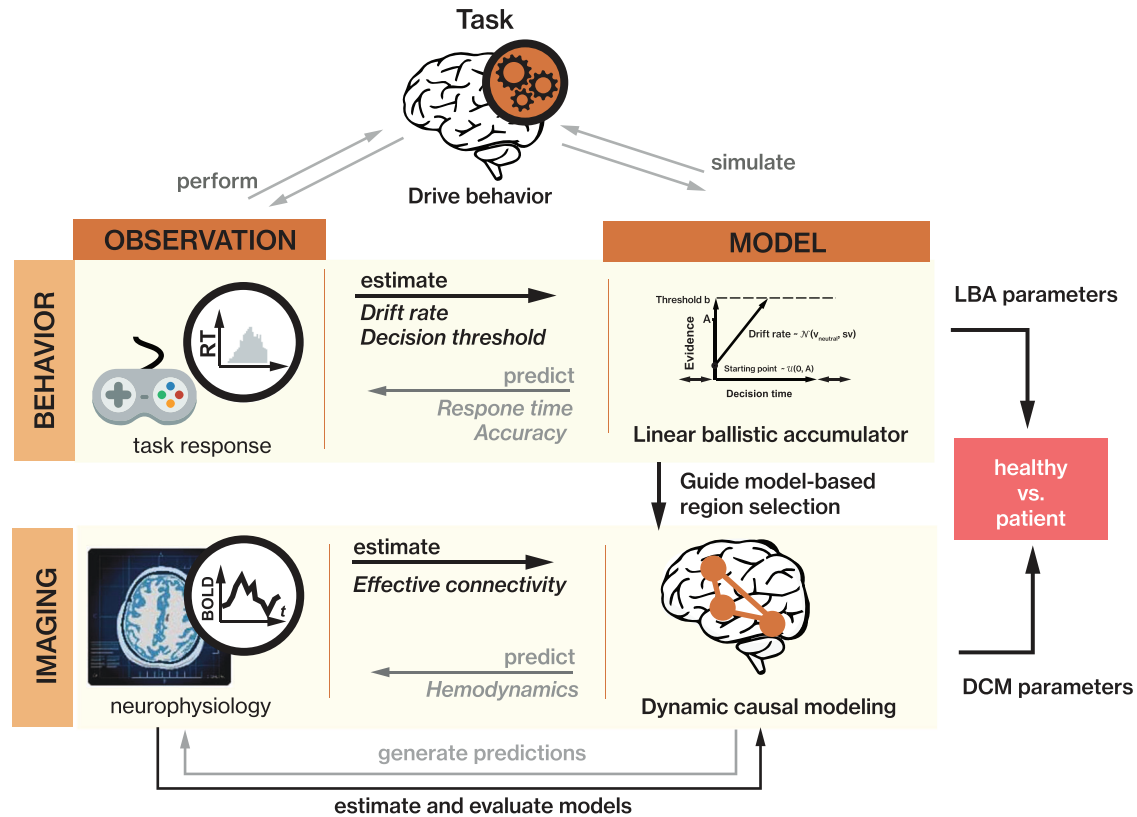 Task
perform
simulate
Drive behavior
OBSERVATION
MODEL
BEHAVIOR
RT
task response
estimate
Drift rate
Decision threshold
predict
Respone time
Accuracy
Threshold b
A
Evidence
Drift rate ~ 𝒩(v_neutral, sv)
Starting point ~ 𝒰(0, A)
Decision time
Linear ballistic accumulator
LBA parameters
Guide model-based
region selection
healthy
vs.
patient
IMAGING
BOLD
t
neurophysiology
estimate
Effective connectivity
predict
Hemodynamics
Dynamic causal modeling
DCM parameters
generate predictions
estimate and evaluate models